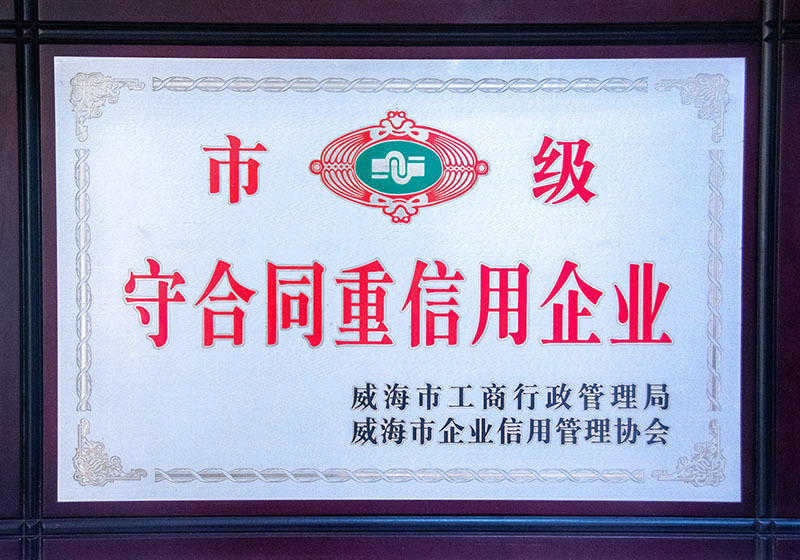 市 级
守合同重信用企业
威海市工商行政管理局
威海市企业信用管理协会